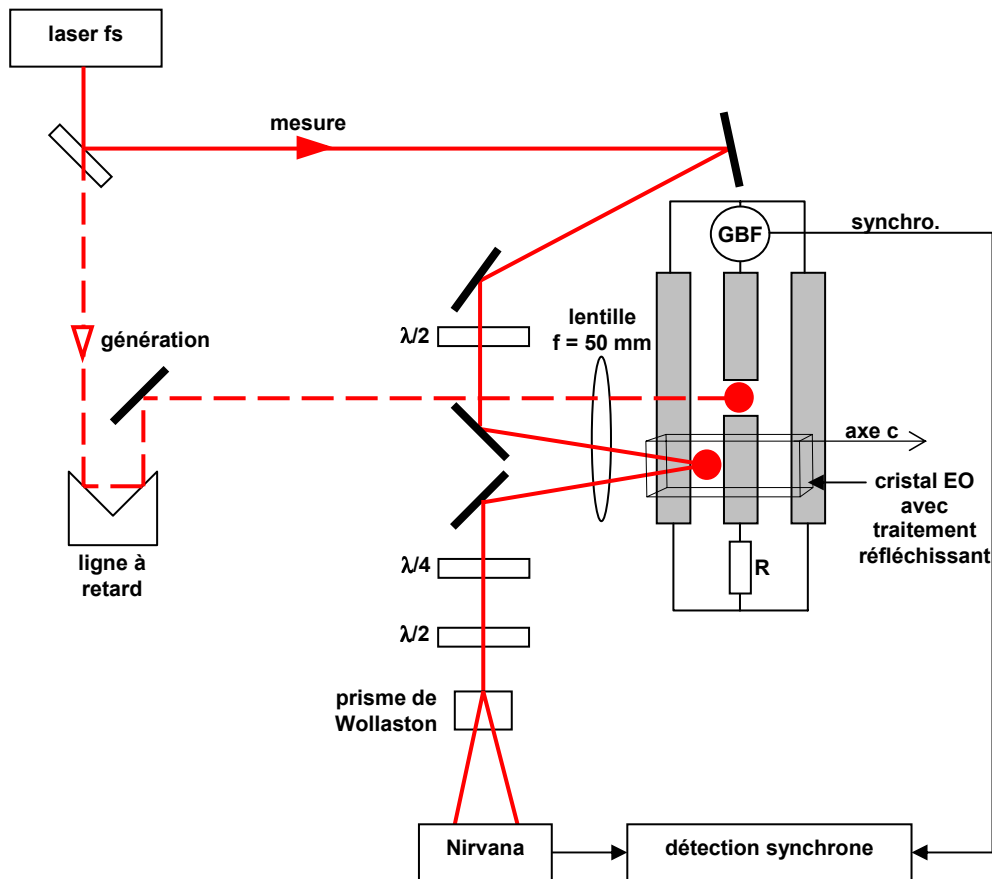 laser fs
mesure
GBF
synchro.
génération
λ/2
lentille
f = 50 mm
axe c
cristal EO
avec
traitement
réfléchissant
ligne à
retard
λ/4
R
λ/2
prisme de
Wollaston
Nirvana
détection synchrone